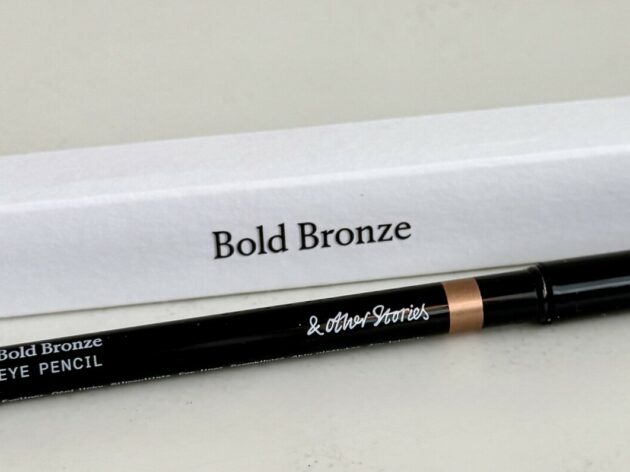 Bold Bronze
& other Stories
Bold Bronze
EYE PENCIL